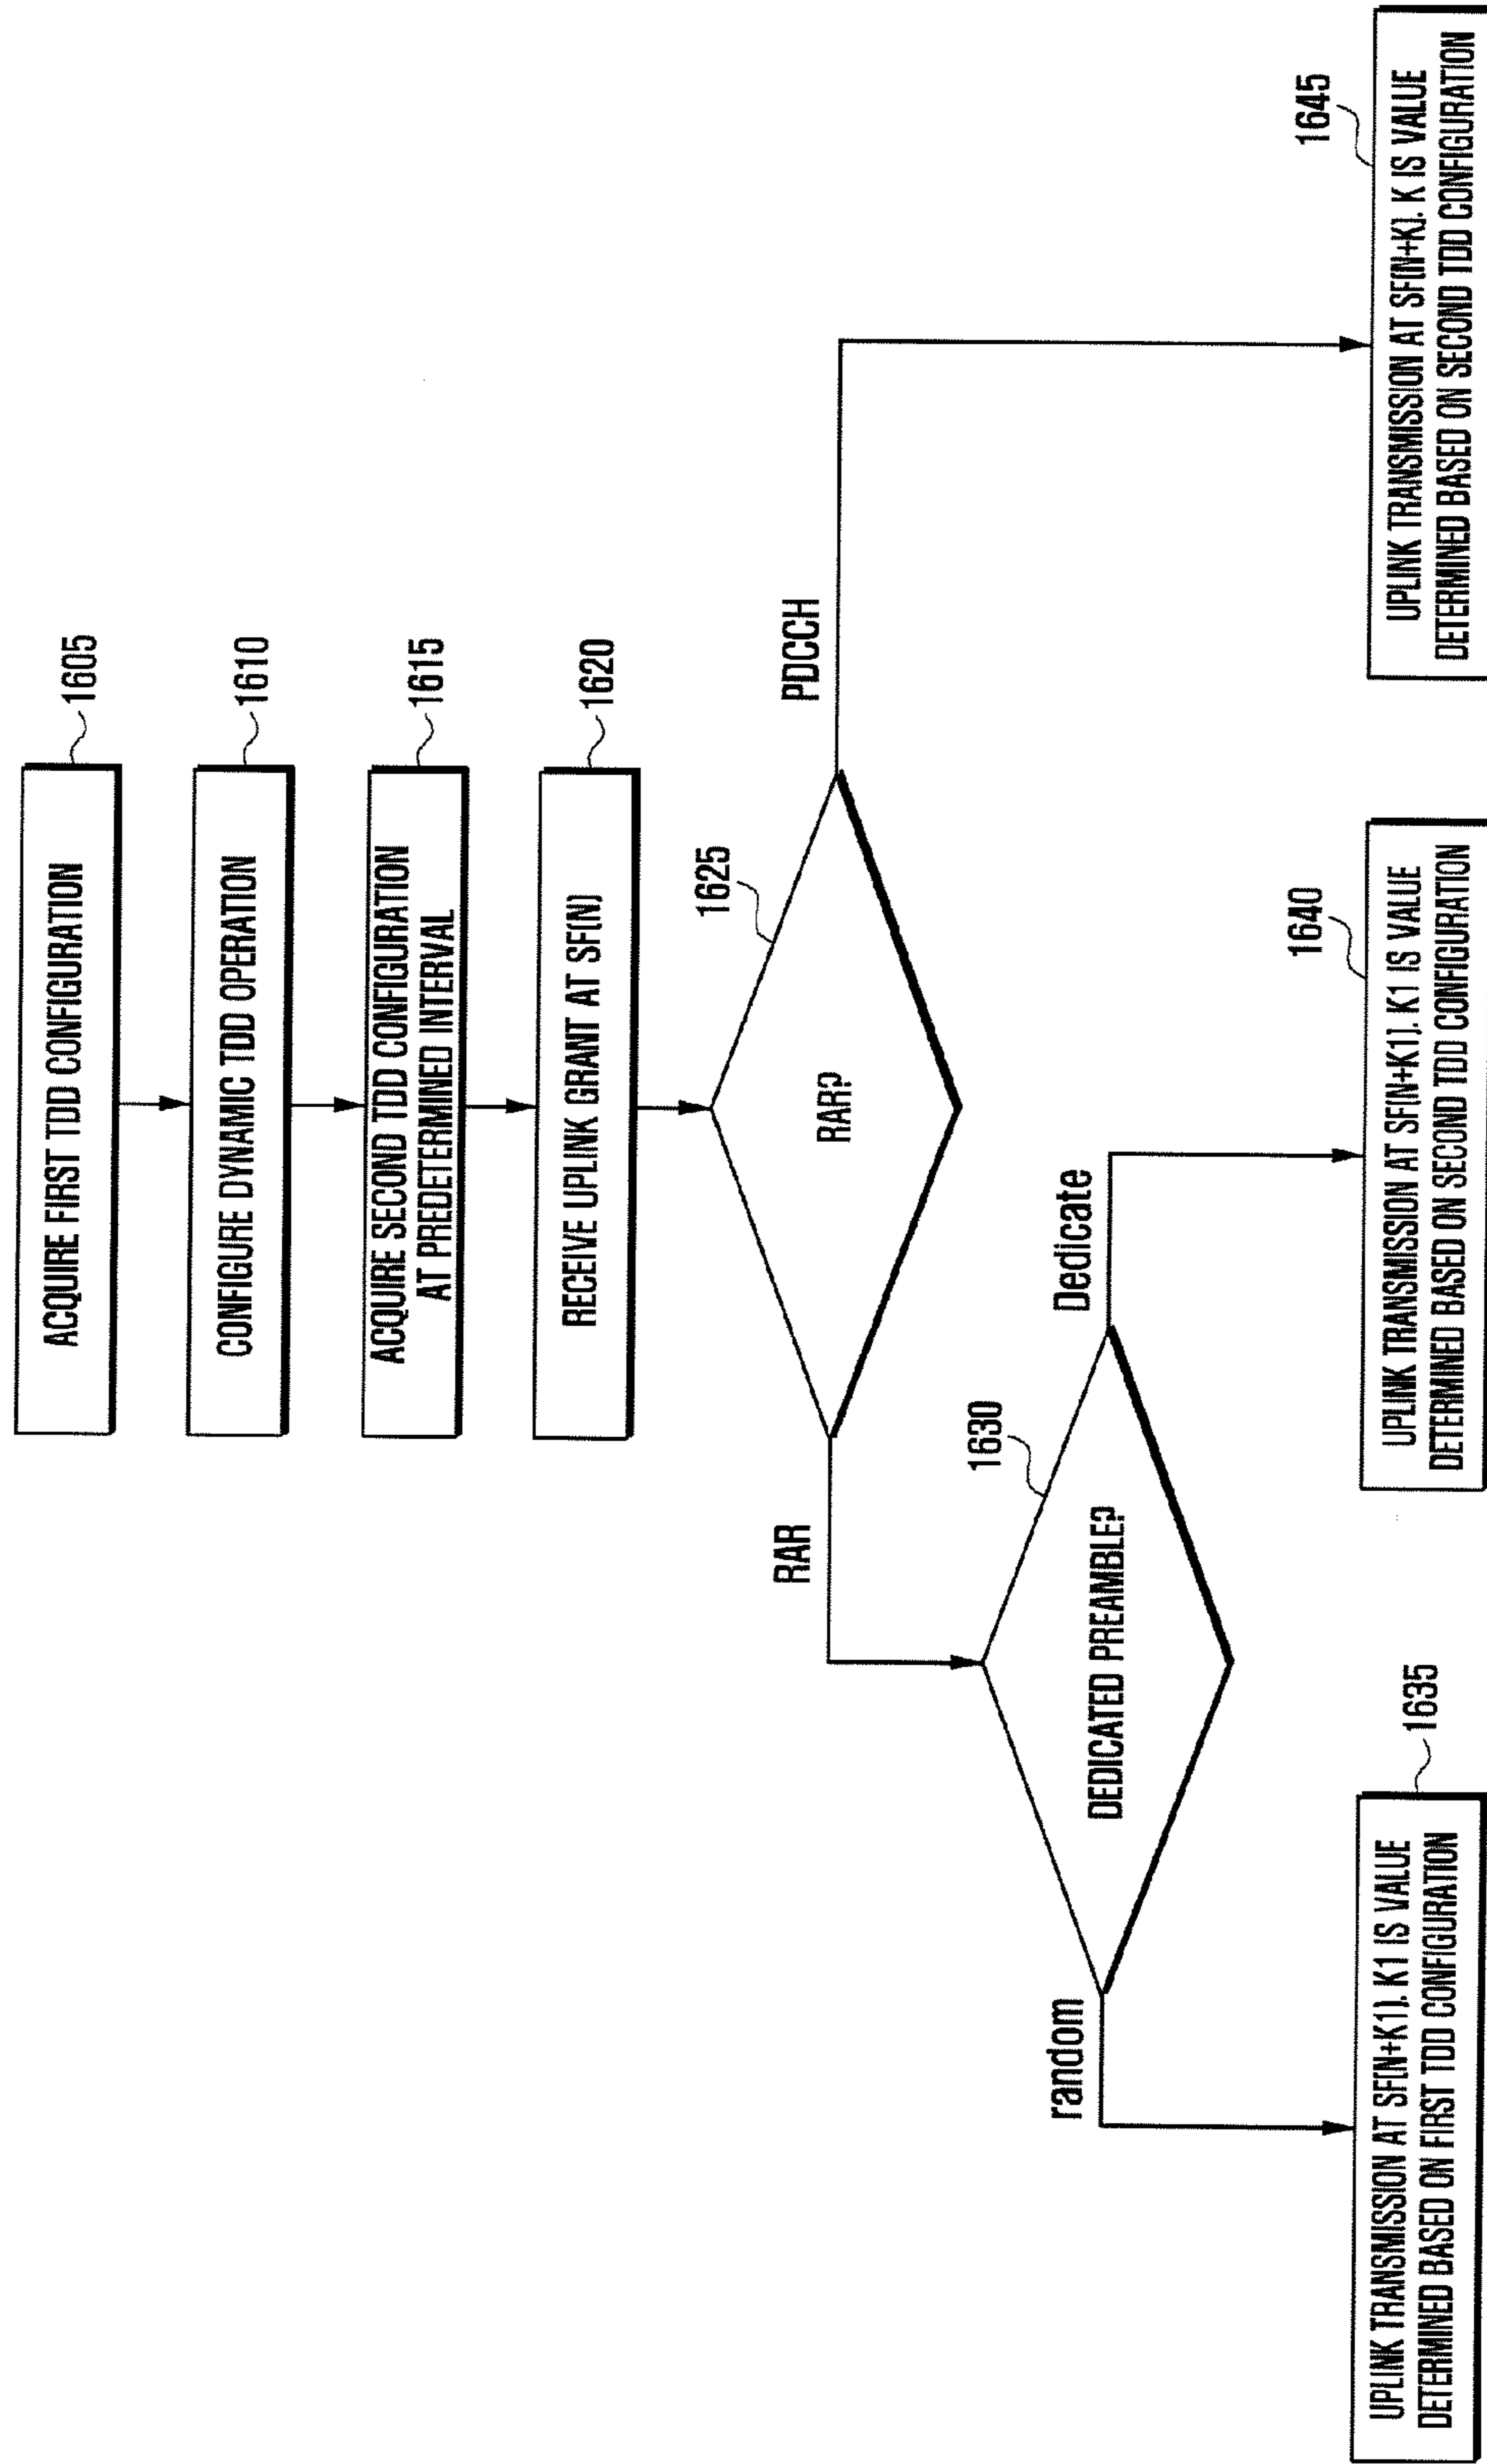 ACQUIRE FIRST TDD CONFIGURATION
1605
CONFIGURE DYNAMIC TDD OPERATION
1610
ACQUIRE SECOND TDD CONFIGURATION
AT PREDETERMINED INTERVAL
1615
RECEIVE UPLINK GRANT AT SF(N)
1620
1625
RAR?
RAR
PDCCH
1630
DEDICATED PREAMBLE?
random
Dedicate
1635
UPLINK TRANSMISSION AT SF(N+K1). K1 IS VALUE
DETERMINED BASED ON FIRST TDD CONFIGURATION
1640
UPLINK TRANSMISSION AT SF(N+K1). K1 IS VALUE
DETERMINED BASED ON SECOND TDD CONFIGURATION
1645
UPLINK TRANSMISSION AT SF(N+K). K IS VALUE
DETERMINED BASED ON SECOND TDD CONFIGURATION